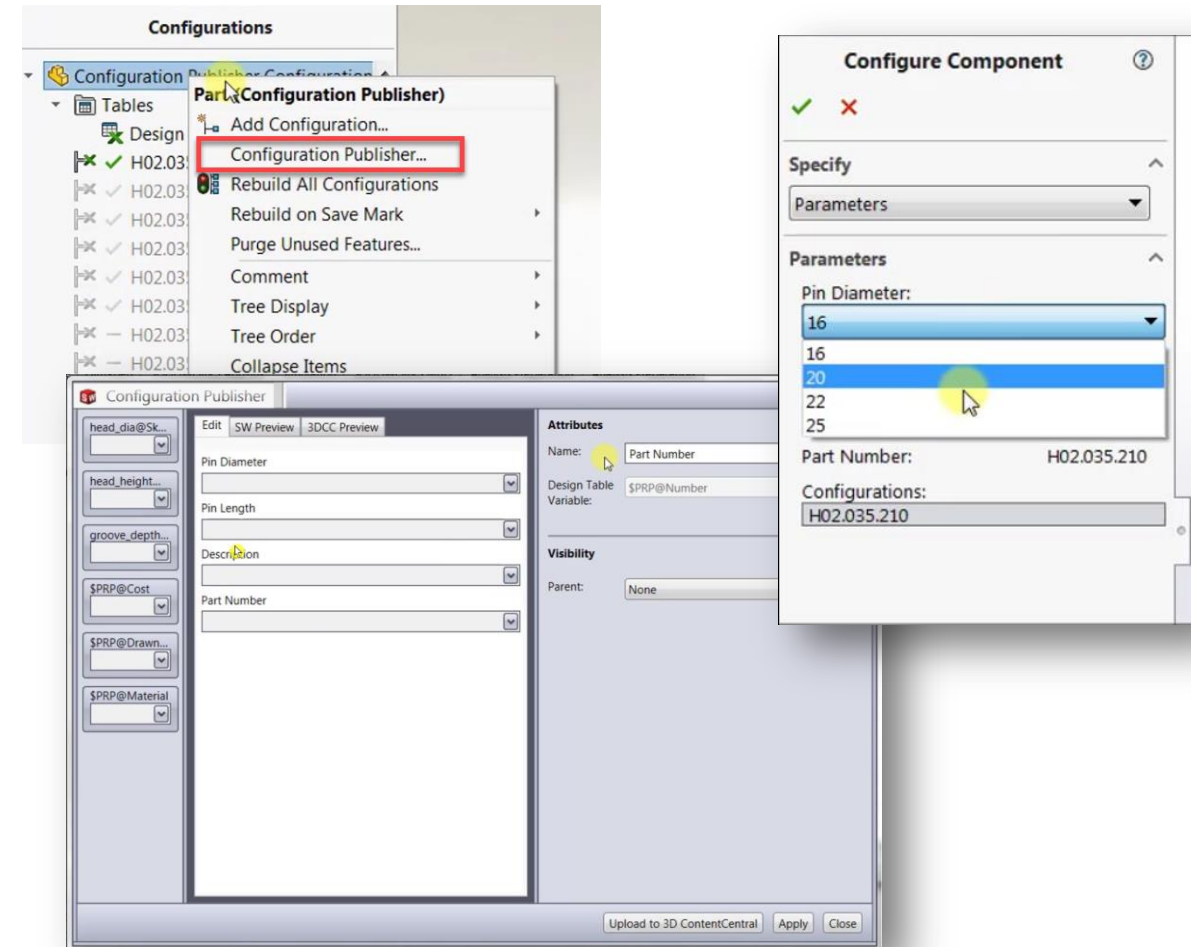 Configurations
Configuration Publisher Configuration
Part (Configuration Publisher)
Tables
Add Configuration...
Design
Configuration Publisher...
H02.03
Rebuild All Configurations
H02.03
Rebuild on Save Mark
H02.03
Purge Unused Features...
H02.03
Comment
H02.03
Tree Display
H02.03
Tree Order
H02.03
Collapse Items
H02.03
Configure Component
?
Specify
Parameters
Parameters
Pin Diameter:
16
16
20
22
25
Part Number: H02.035.210
Configurations:
H02.035.210
Configuration Publisher
head_dia@Sk...
head_height...
groove_depth...
$PRP@Cost
$PRP@Drawn...
$PRP@Material
Edit SW Preview 3DCC Preview
Pin Diameter
Pin Length
Description
Part Number
Attributes
Name: Part Number
Design Table
Variable: $PRP@Number
Visibility
Parent: None
Upload to 3D ContentCentral Apply Close